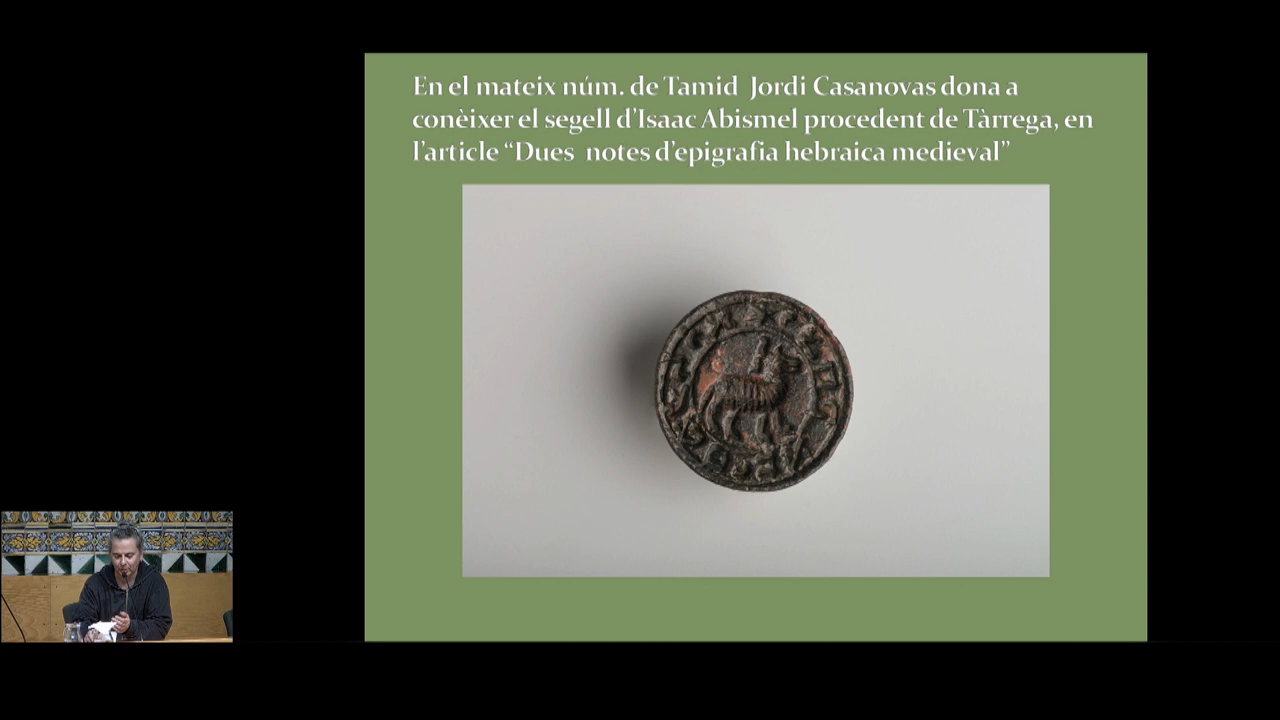 En el mateix núm. de Tamid Jordi Casanovas dona a
conèixer el segell d’Isaac Abismel procedent de Tàrrega, en
l’article “Dues notes d’epigrafia hebraica medieval”